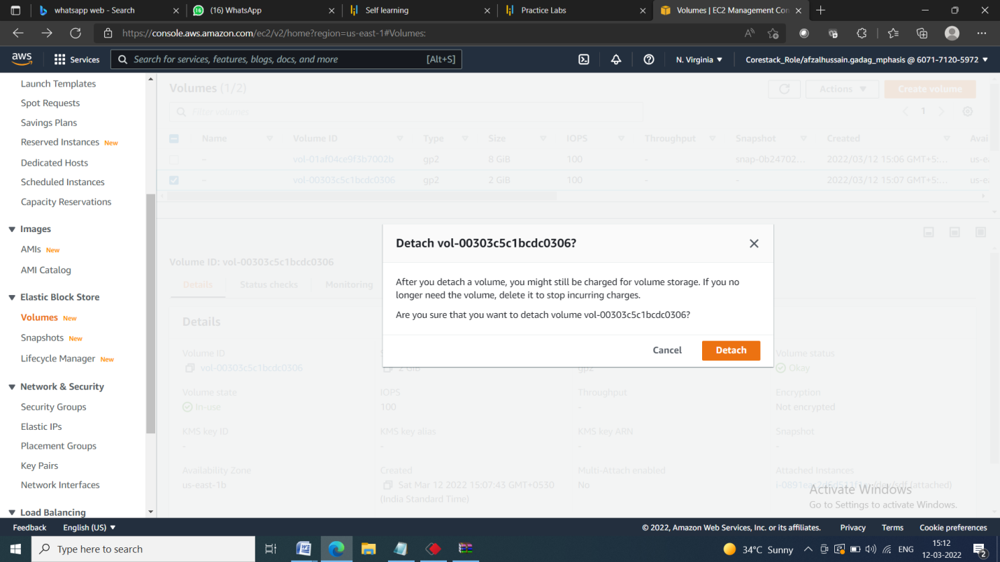 whatsapp web - Search
(16) WhatsApp
Self learning
Practice Labs
Volumes | EC2 Management Con
https://console.aws.amazon.com/ec2/v2/home?region=us-east-1#Volumes:
aws
Services
Search for services, features, blogs, docs, and more
[Alt+S]
N. Virginia
Corestack_Role/afzalhussain.gadag_mphasis @ 6071-7120-5972
Launch Templates
Spot Requests
Savings Plans
Reserved Instances New
Dedicated Hosts
Scheduled Instances
Capacity Reservations
Images
AMIs New
AMI Catalog
Elastic Block Store
Volumes New
Snapshots New
Lifecycle Manager New
Network & Security
Security Groups
Elastic IPs
Placement Groups
Key Pairs
Network Interfaces
Load Balancing
Volumes (1/2)
Actions
Create volume
Filter volumes
1
Name Volume ID Type Size IOPS Throughput Snapshot Created Avai
- vol-01af04ce9f3b7002b gp2 8 GiB 100 - snap-0b24702... 2022/03/12 15:06 GMT+5:... us-e
- vol-00303c5c1bcdc0306 gp2 2 GiB 100 - - 2022/03/12 15:07 GMT+5:... us-e
Detach vol-00303c5c1bcdc0306?
After you detach a volume, you might still be charged for volume storage. If you no
longer need the volume, delete it to stop incurring charges.
Are you sure that you want to detach volume vol-00303c5c1bcdc0306?
Cancel
Detach
Volume ID: vol-00303c5c1bcdc0306
Details
Status checks
Monitoring
Details
Volume ID
vol-00303c5c1bcdc0306
2 GiB
gp2
Volume status
Okay
Volume state
In-use
IOPS
100
Throughput
-
Encryption
Not encrypted
KMS key ID
-
KMS key alias
-
KMS key ARN
-
Snapshot
-
Availability Zone
us-east-1b
Created
Sat Mar 12 2022 15:07:43 GMT+0530
(India Standard Time)
Multi-Attach enabled
No
Attached Instances
(attached)
Activate Windows
Go to Settings to activate Windows.
Feedback
English (US)
© 2022, Amazon Web Services, Inc. or its affiliates.
Privacy
Terms
Cookie preferences
Type here to search
34°C Sunny
ENG
15:12
12-03-2022
2